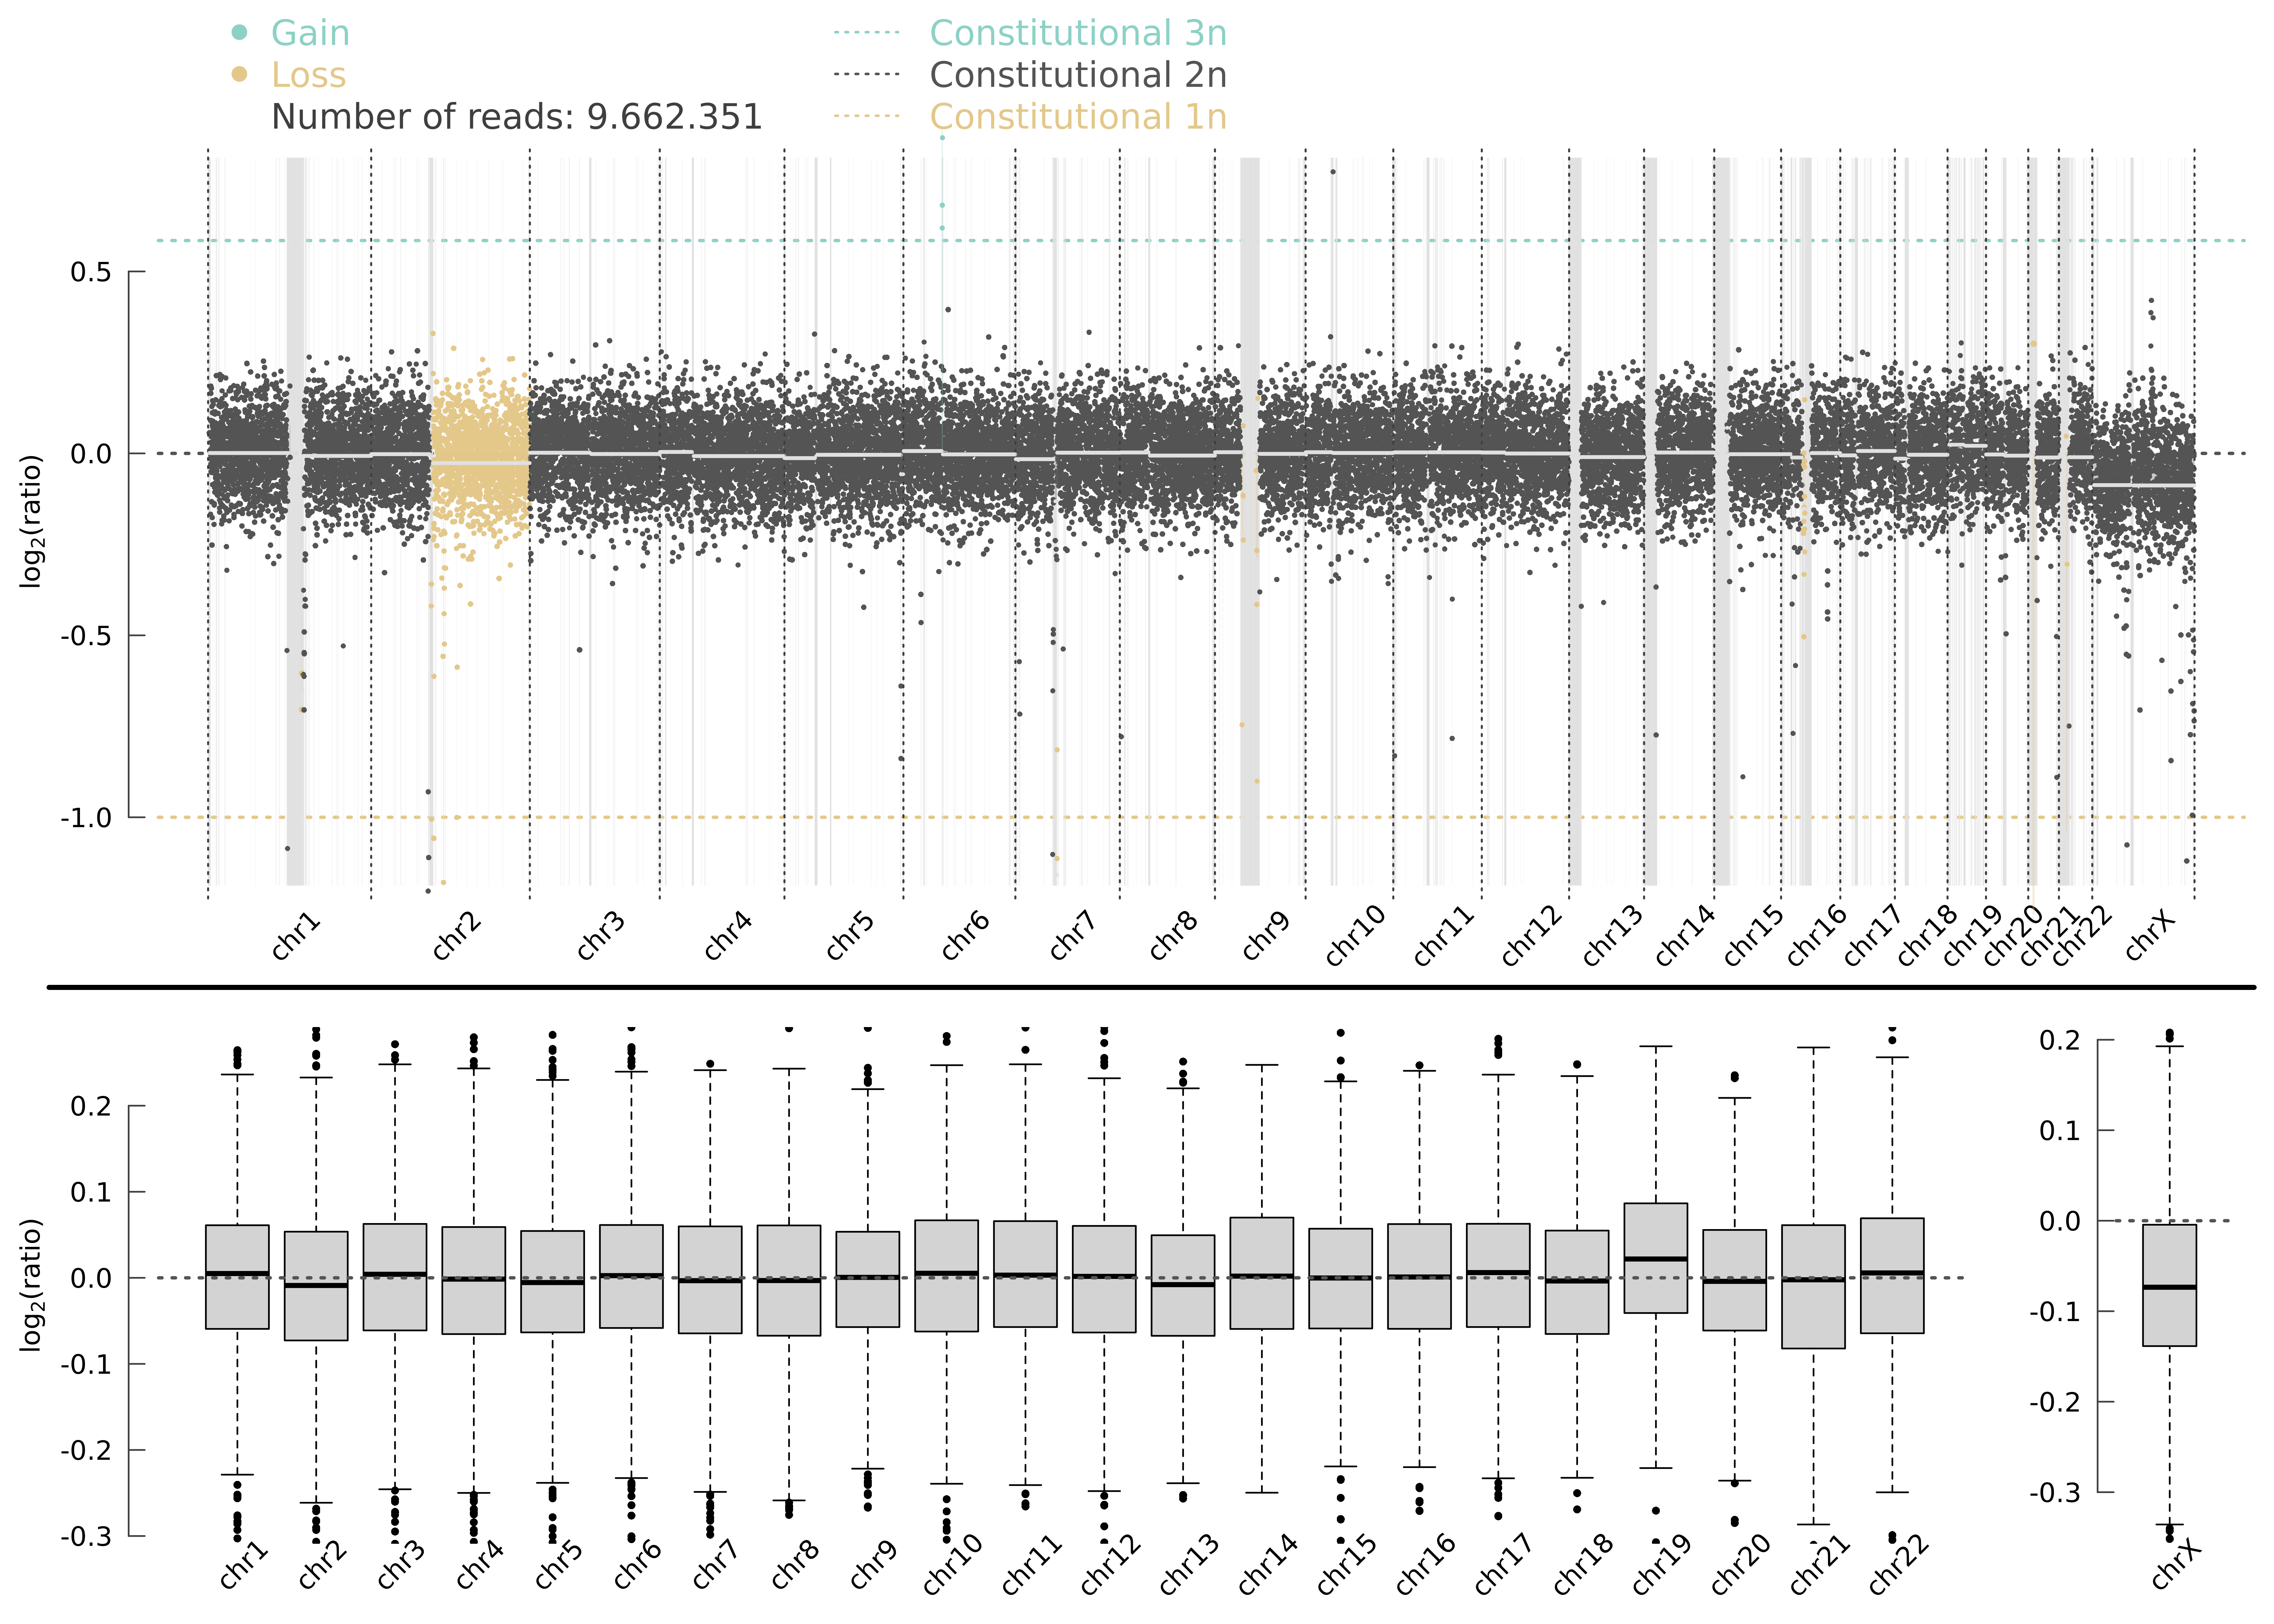 Gain
Loss
Number of reads: 9.662.351
Constitutional 3n
Constitutional 2n
Constitutional 1n
log2(ratio)
0.5
0.0
-0.5
-1.0
chr1
chr2
chr3
chr4
chr5
chr6
chr7
chr8
chr9
chr10
chr11
chr12
chr13
chr14
chr15
chr16
chr17
chr18
chr19
chr20
chr21
chr22
chrX
log2(ratio)
0.2
0.1
0.0
-0.1
-0.2
-0.3
chr1
chr2
chr3
chr4
chr5
chr6
chr7
chr8
chr9
chr10
chr11
chr12
chr13
chr14
chr15
chr16
chr17
chr18
chr19
chr20
chr21
chr22
0.2
0.1
0.0
-0.1
-0.2
-0.3
chrX